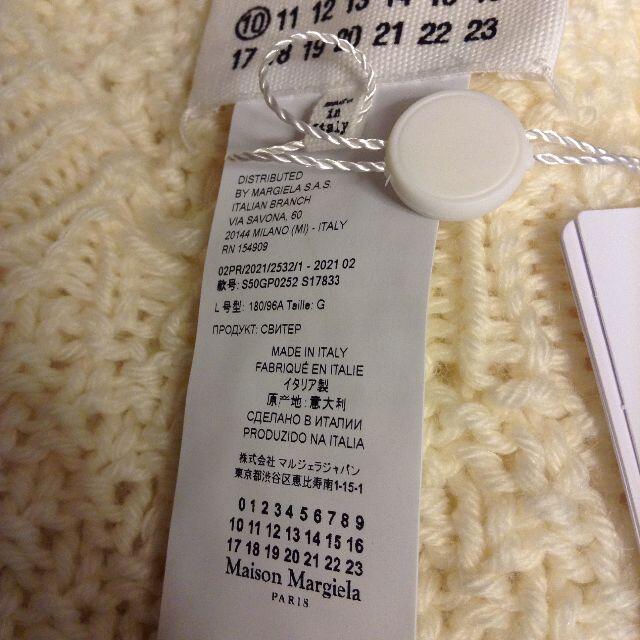 ⑩ 11 12 13 14 15 16
17 18 19 20 21 22 23
made
in
Italy
DISTRIBUTED
BY MARGIELA S.A.S.
ITALIAN BRANCH
VIA SAVONA, 60
20144 MILANO (MI) - ITALY
RN 154909
02PR/2021/2532/1 - 2021 02
款号: S50GP0252 S17833
L 号型: 180/96A Taille: G
ПРОДУКТ: СВИТЕР
MADE IN ITALY
FABRIQUÉ EN ITALIE
イタリア製
原产地: 意大利
СДЕЛАНО В ИТАЛИИ
PRODUZIDO NA ITALIA
株式会社 マルジェラジャパン
東京都渋谷区恵比寿南1-15-1
0 1 2 3 4 5 6 7 8 9
10 11 12 13 14 15 16
17 18 19 20 21 22 23
Maison Margiela
PARIS